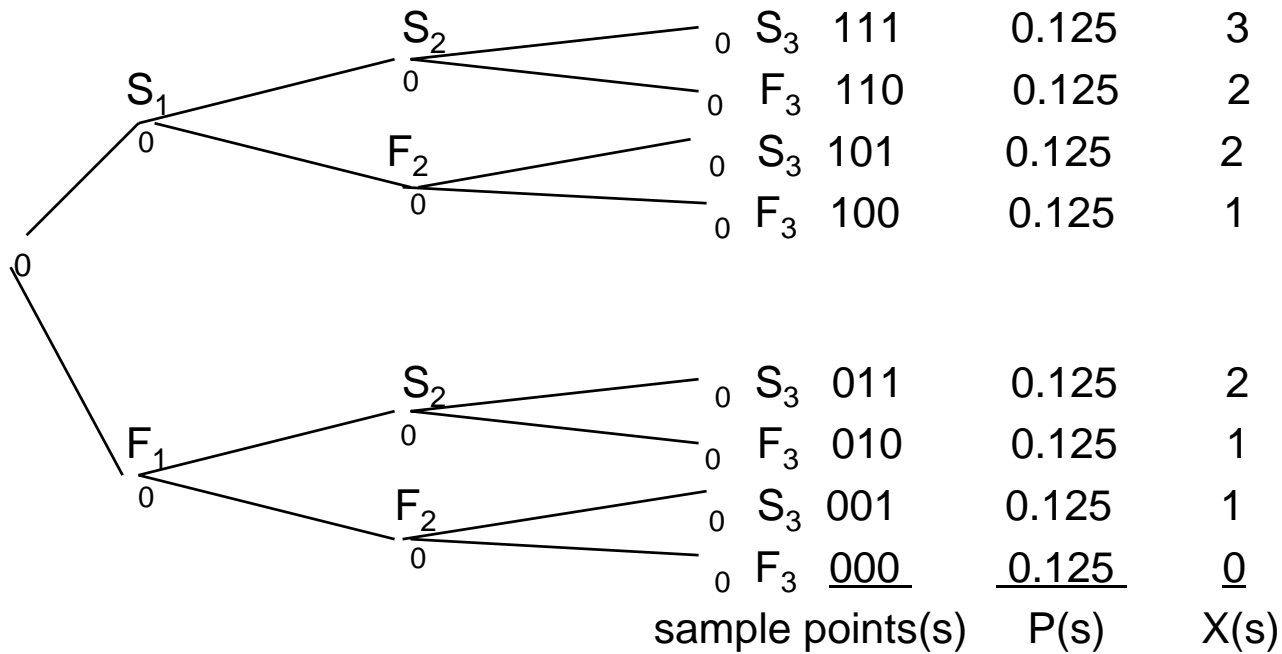 S₂ 0 S₃ 111 0.125 3
0
S₁ 0 F₃ 110 0.125 2
0
F₂ 0 S₃ 101 0.125 2
0
0 F₃ 100 0.125 1
0
S₂ 0 S₃ 011 0.125 2
0
F₁ 0 F₃ 010 0.125 1
0
F₂ 0 S₃ 001 0.125 1
0
0 F₃ 000 0.125 0
sample points(s) P(s) X(s)